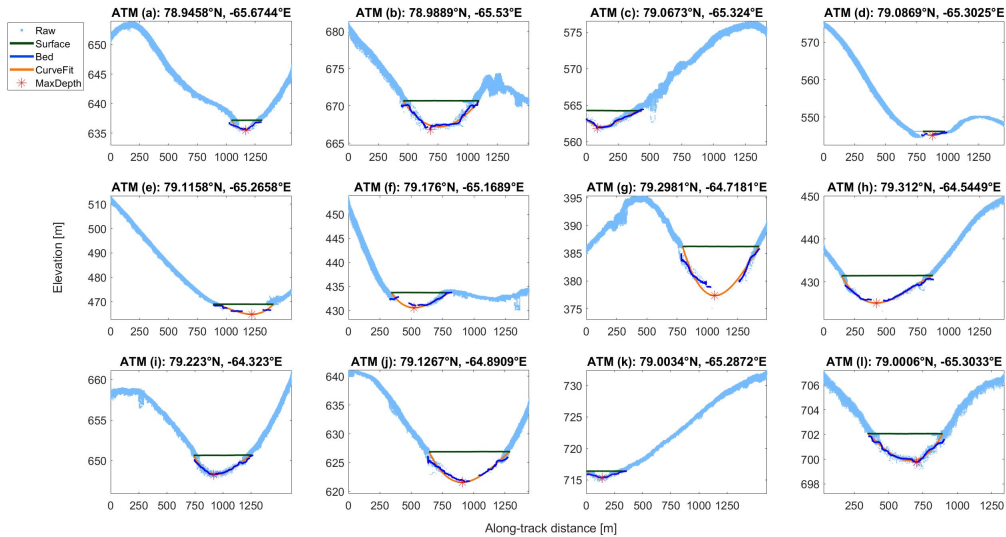 Raw
Surface
Bed
CurveFit
MaxDepth
ATM (a): 78.9458°N, -65.6744°E
650
645
640
635
0 250 500 750 1000 1250
ATM (b): 78.9889°N, -65.53°E
680
675
670
665
0 250 500 750 1000 1250
ATM (c): 79.0673°N, -65.324°E
575
570
565
560
0 250 500 750 1000 1250
ATM (d): 79.0869°N, -65.3025°E
570
560
550
0 250 500 750 1000 1250
ATM (e): 79.1158°N, -65.2658°E
510
500
490
480
470
0 250 500 750 1000 1250
ATM (f): 79.176°N, -65.1689°E
450
445
440
435
430
0 250 500 750 1000 1250
ATM (g): 79.2981°N, -64.7181°E
395
390
385
380
375
0 250 500 750 1000 1250
ATM (h): 79.312°N, -64.5449°E
450
440
430
420
0 250 500 750 1000 1250
ATM (i): 79.223°N, -64.323°E
660
655
650
0 250 500 750 1000 1250
ATM (j): 79.1267°N, -64.8909°E
640
635
630
625
620
0 250 500 750 1000 1250
ATM (k): 79.0034°N, -65.2872°E
730
725
720
715
0 250 500 750 1000 1250
ATM (l): 79.0006°N, -65.3033°E
706
704
702
700
698
0 250 500 750 1000 1250
Elevation [m]
Along-track distance [m]